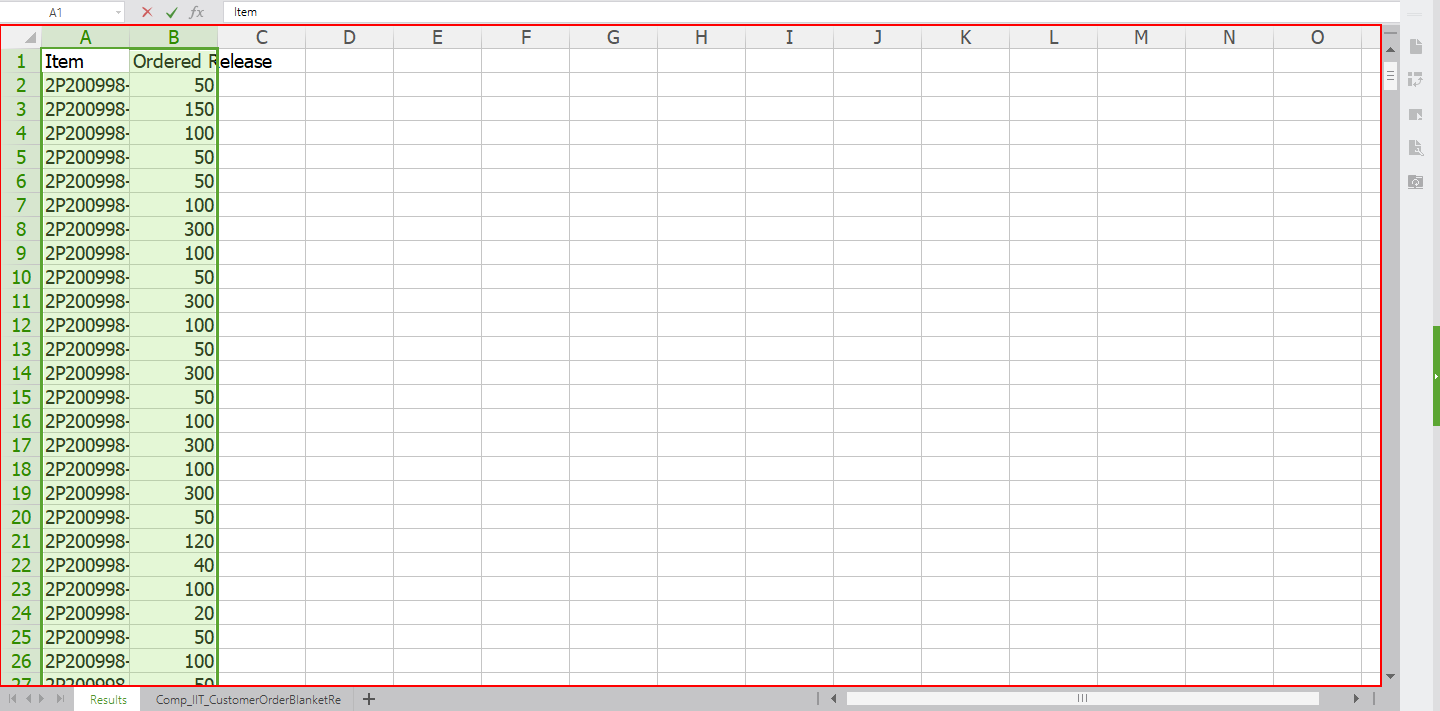 A1 fx Item
A B C D E F G H I J K L M N O
1 Item Ordered Release
2 2P200998- 50
3 2P200998- 150
4 2P200998- 100
5 2P200998- 50
6 2P200998- 50
7 2P200998- 100
8 2P200998- 300
9 2P200998- 100
10 2P200998- 50
11 2P200998- 300
12 2P200998- 100
13 2P200998- 50
14 2P200998- 300
15 2P200998- 50
16 2P200998- 100
17 2P200998- 300
18 2P200998- 100
19 2P200998- 300
20 2P200998- 50
21 2P200998- 120
22 2P200998- 40
23 2P200998- 100
24 2P200998- 20
25 2P200998- 50
26 2P200998- 100
27 2P200998- 50
Results Comp_IIT_CustomerOrderBlanketRe